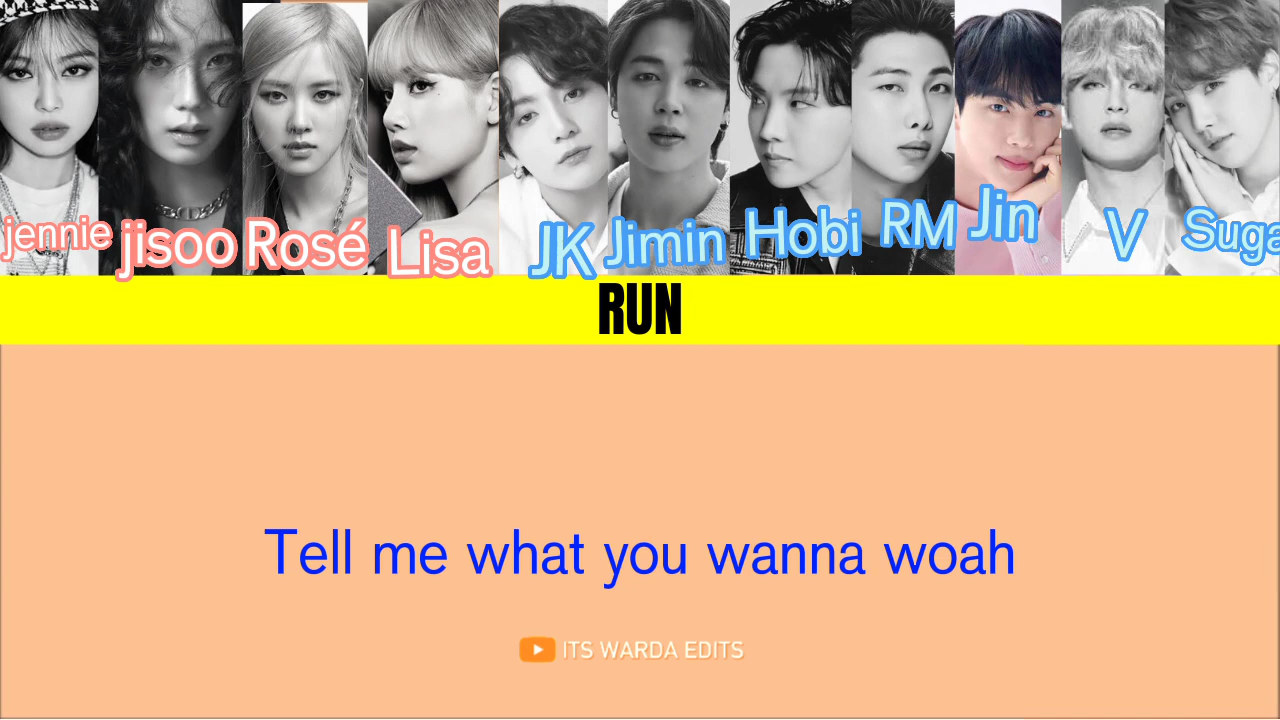 jennie jisoo Rosé Lisa JK Jimin Hobi RM Jin V Suga
RUN
Tell me what you wanna woah
ITS WARDA EDITS